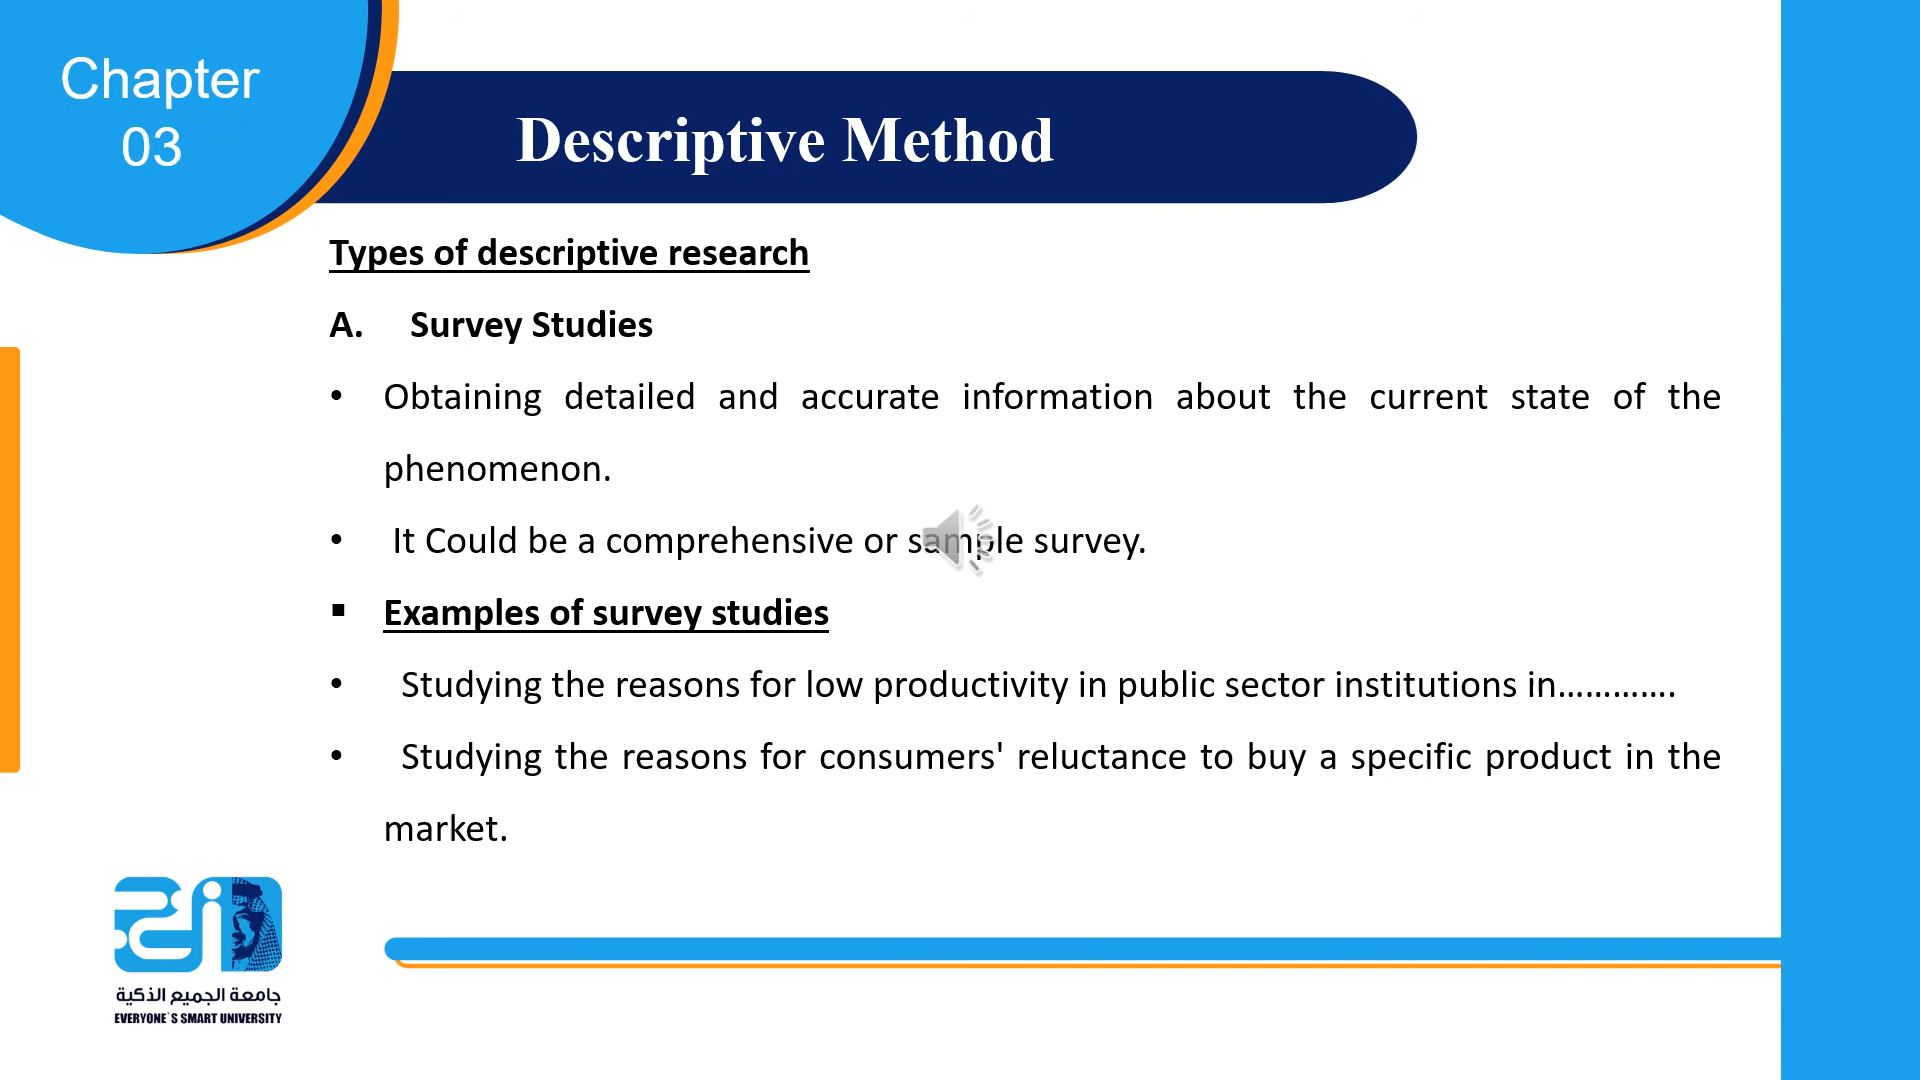 Chapter
03
Descriptive Method
Types of descriptive research
A. Survey Studies
• Obtaining detailed and accurate information about the current state of the
phenomenon.
• It Could be a comprehensive or sample survey.
▪ Examples of survey studies
• Studying the reasons for low productivity in public sector institutions in.............
• Studying the reasons for consumers' reluctance to buy a specific product in the
market.
جامعة الجميع الذكية
EVERYONE`S SMART UNIVERSITY